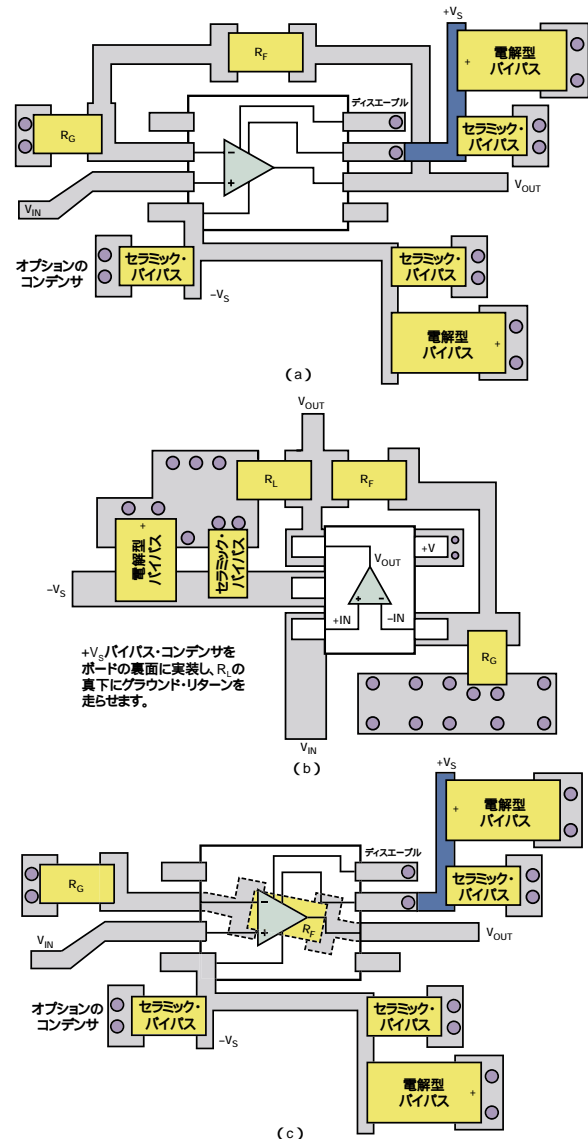 +VS
RF
電解型
バイパス
+
ディスエーブル
RG
セラミック・
バイパス
−
+
VIN
VOUT
オプションの
コンデンサ
セラミック・
バイパス
−VS
セラミック・
バイパス
電解型
バイパス
+
(a)
VOUT
RL
RF
+
電解型
バイパス
セラミック・
バイパス
VOUT
+V
−VS
+
−
+IN
−IN
+VSバイパス・コンデンサを
ボードの裏面に実装し、RLの
真下にグラウンド・リターンを
走らせます。
RG
VIN
(b)
+VS
電解型
バイパス
+
ディスエーブル
RG
セラミック・
バイパス
−
+
RF
VIN
VOUT
オプションの
コンデンサ
セラミック・
バイパス
−VS
セラミック・
バイパス
電解型
バイパス
+
(c)